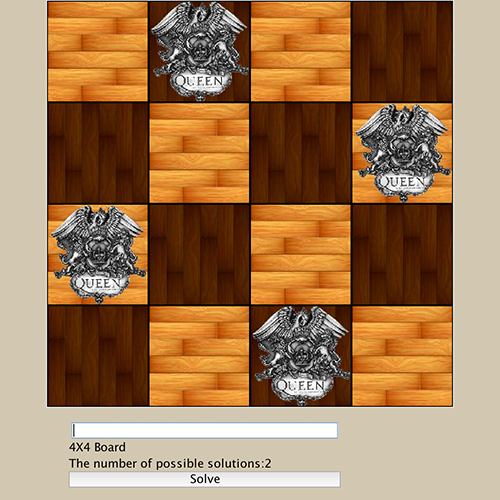 QUEEN
QUEEN
QUEEN
QUEEN
4X4 Board
The number of possible solutions:2
Solve